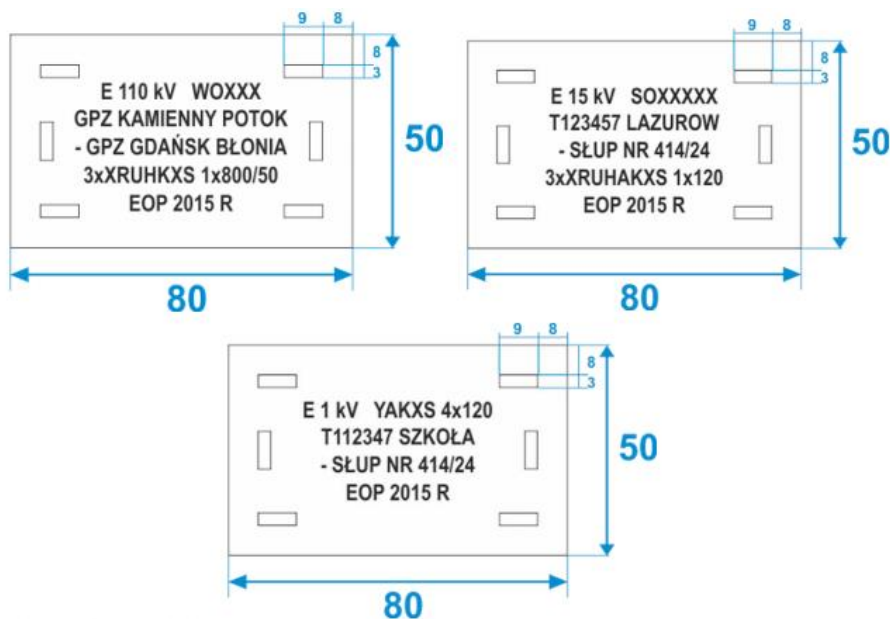 9 8
8
3
E 110 kV WOXXX
GPZ KAMIENNY POTOK
- GPZ GDAŃSK BŁONIA
3xXRUHKXS 1x800/50
EOP 2015 R
50
80
9 8
8
3
E 15 kV SOXXXXX
T123457 LAZUROW
- SŁUP NR 414/24
3xXRUHAKXS 1x120
EOP 2015 R
50
80
9 8
8
3
E 1 kV YAKXS 4x120
T112347 SZKOŁA
- SŁUP NR 414/24
EOP 2015 R
50
80